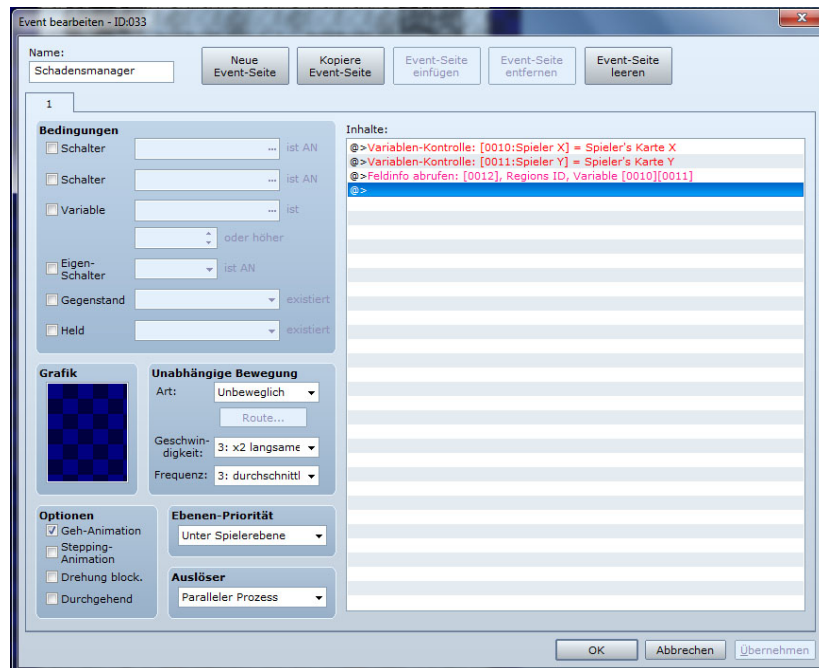 Event bearbeiten - ID:033
Name:
Schadensmanager
Neue
Event-Seite
Kopiere
Event-Seite
Event-Seite
einfügen
Event-Seite
entfernen
Event-Seite
leeren
1
Bedingungen
Schalter
... ist AN
Schalter
... ist AN
Variable
... ist
oder höher
Eigen-
Schalter
ist AN
Gegenstand
existiert
Held
existiert
Grafik
Unabhängige Bewegung
Art:
Unbeweglich
Route...
Geschwin-
digkeit:
3: x2 langsame
Frequenz:
3: durchschnittl
Optionen
Geh-Animation
Stepping-
Animation
Drehung block.
Durchgehend
Ebenen-Priorität
Unter Spielerebene
Auslöser
Paralleler Prozess
Inhalte:
@>Variablen-Kontrolle: [0010:Spieler X] = Spieler's Karte X
@>Variablen-Kontrolle: [0011:Spieler Y] = Spieler's Karte Y
@>Feldinfo abrufen: [0012], Regions ID, Variable [0010][0011]
@>
OK
Abbrechen
Übernehmen